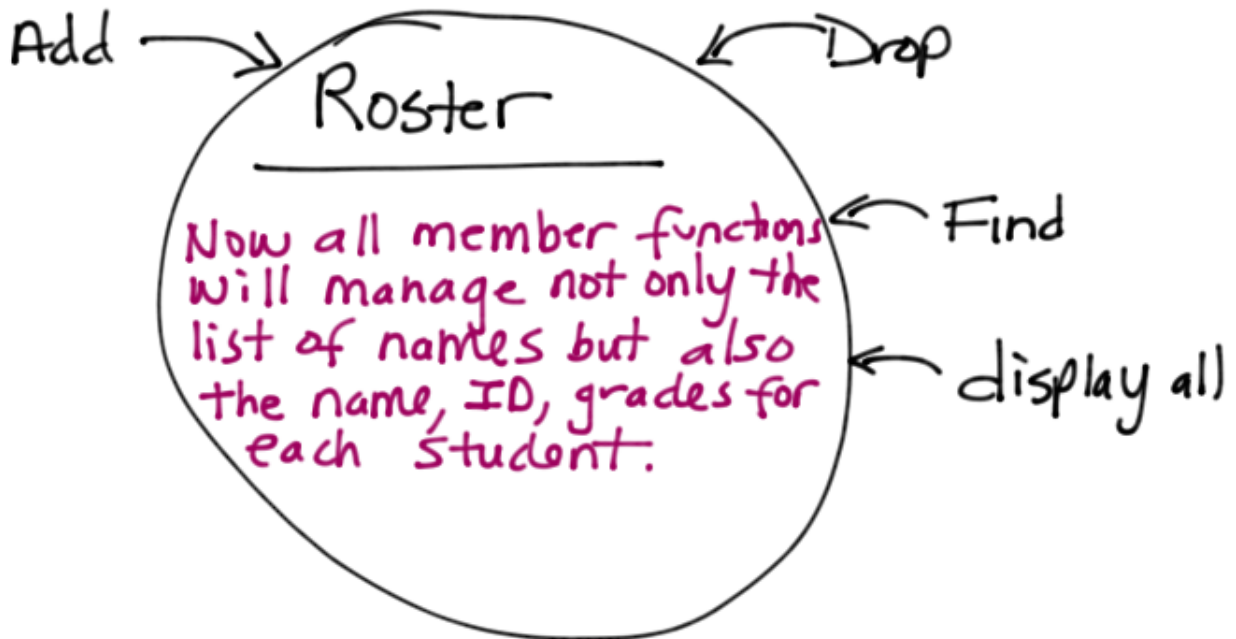 Add
Drop
Roster
Find
display all
Now all member functions
will manage not only the
list of names but also
the name, ID, grades for
each student.